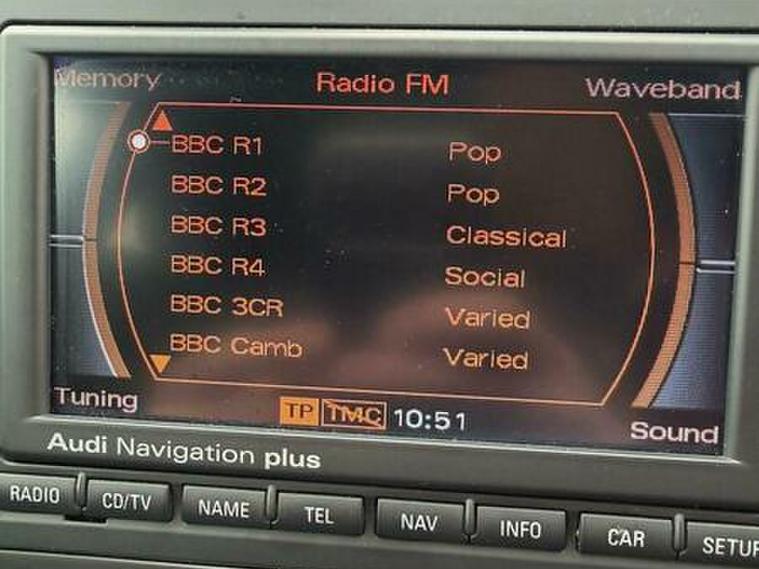 Memory Radio FM Waveband
BBC R1 Pop
BBC R2 Pop
BBC R3 Classical
BBC R4 Social
BBC 3CR Varied
BBC Camb Varied
Tuning TP TMC 10:51 Sound
Audi Navigation plus
RADIO CD/TV NAME TEL NAV INFO CAR SETUP